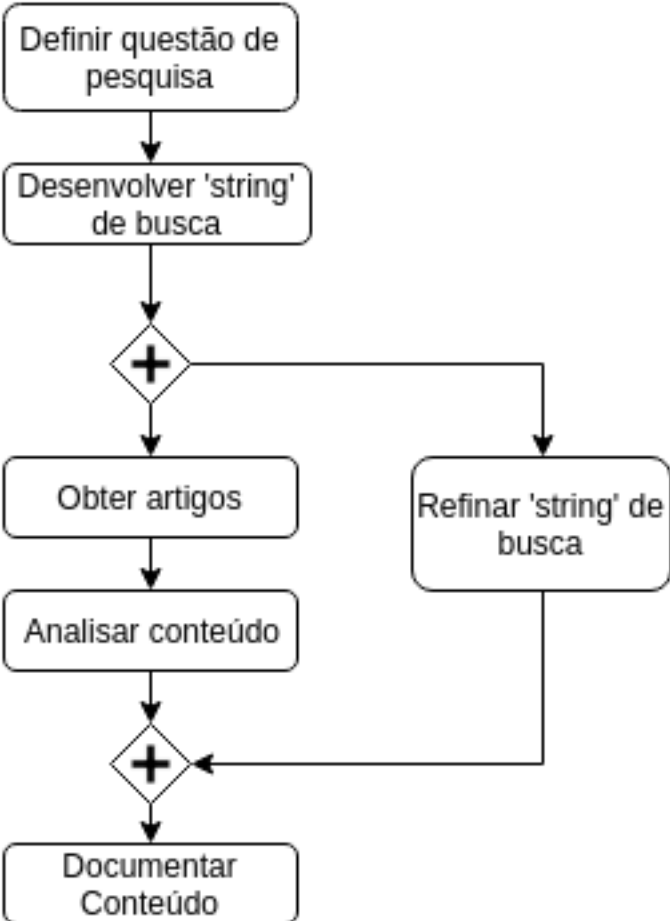 Definir questão de
pesquisa
Desenvolver 'string'
de busca
Obter artigos
Refinar 'string' de
busca
Analisar conteúdo
Documentar
Conteúdo